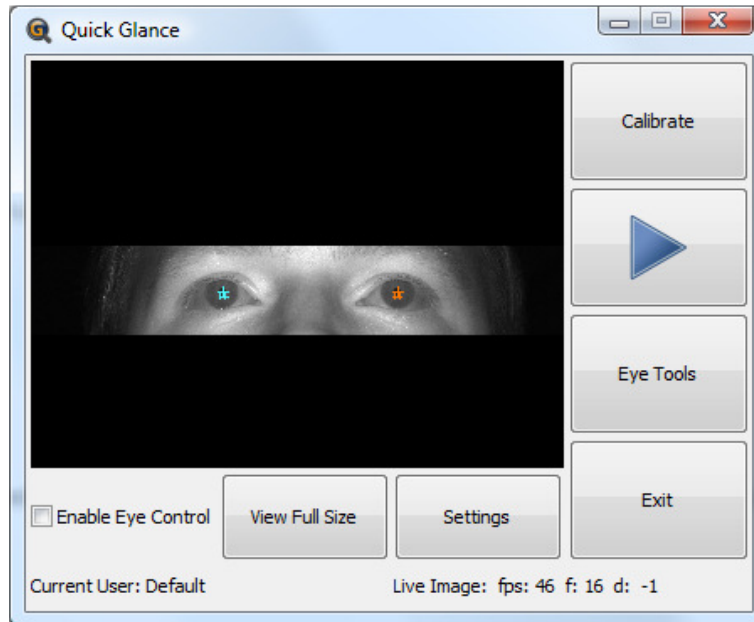 Quick Glance
Calibrate
Eye Tools
Enable Eye Control
View Full Size
Settings
Exit
Current User: Default
Live Image: fps: 46 f: 16 d: -1